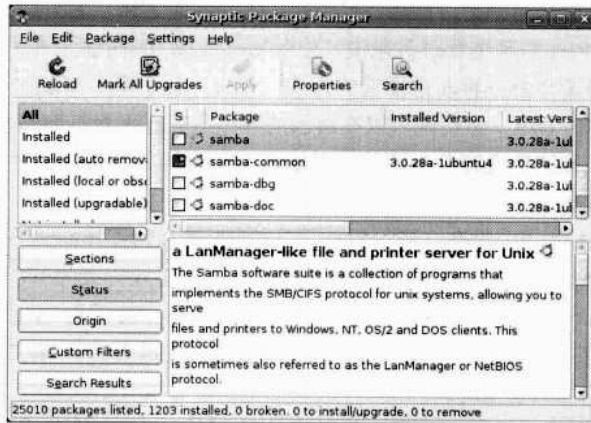 Synaptic Package Manager
File Edit Package Settings Help
Reload Mark All Upgrades Apply Properties Search
All
Installed
Installed (auto remova
Installed (local or obso
Installed (upgradable)
S Package Installed Version Latest Vers
samba 3.0.28a-1ul
samba-common 3.0.28a-1ubuntu4 3.0.28a-1ul
samba-dbg 3.0.28a-1ul
samba-doc 3.0.28a-1ul
Sections
Status
Origin
Custom Filters
Search Results
a LanManager-like file and printer server for Unix
The Samba software suite is a collection of programs that
implements the SMB/CIFS protocol for unix systems, allowing you to
serve
files and printers to Windows, NT, OS/2 and DOS clients. This
protocol
is sometimes also referred to as the LanManager or NetBIOS
protocol.
25010 packages listed, 1203 installed, 0 broken. 0 to install/upgrade, 0 to remove